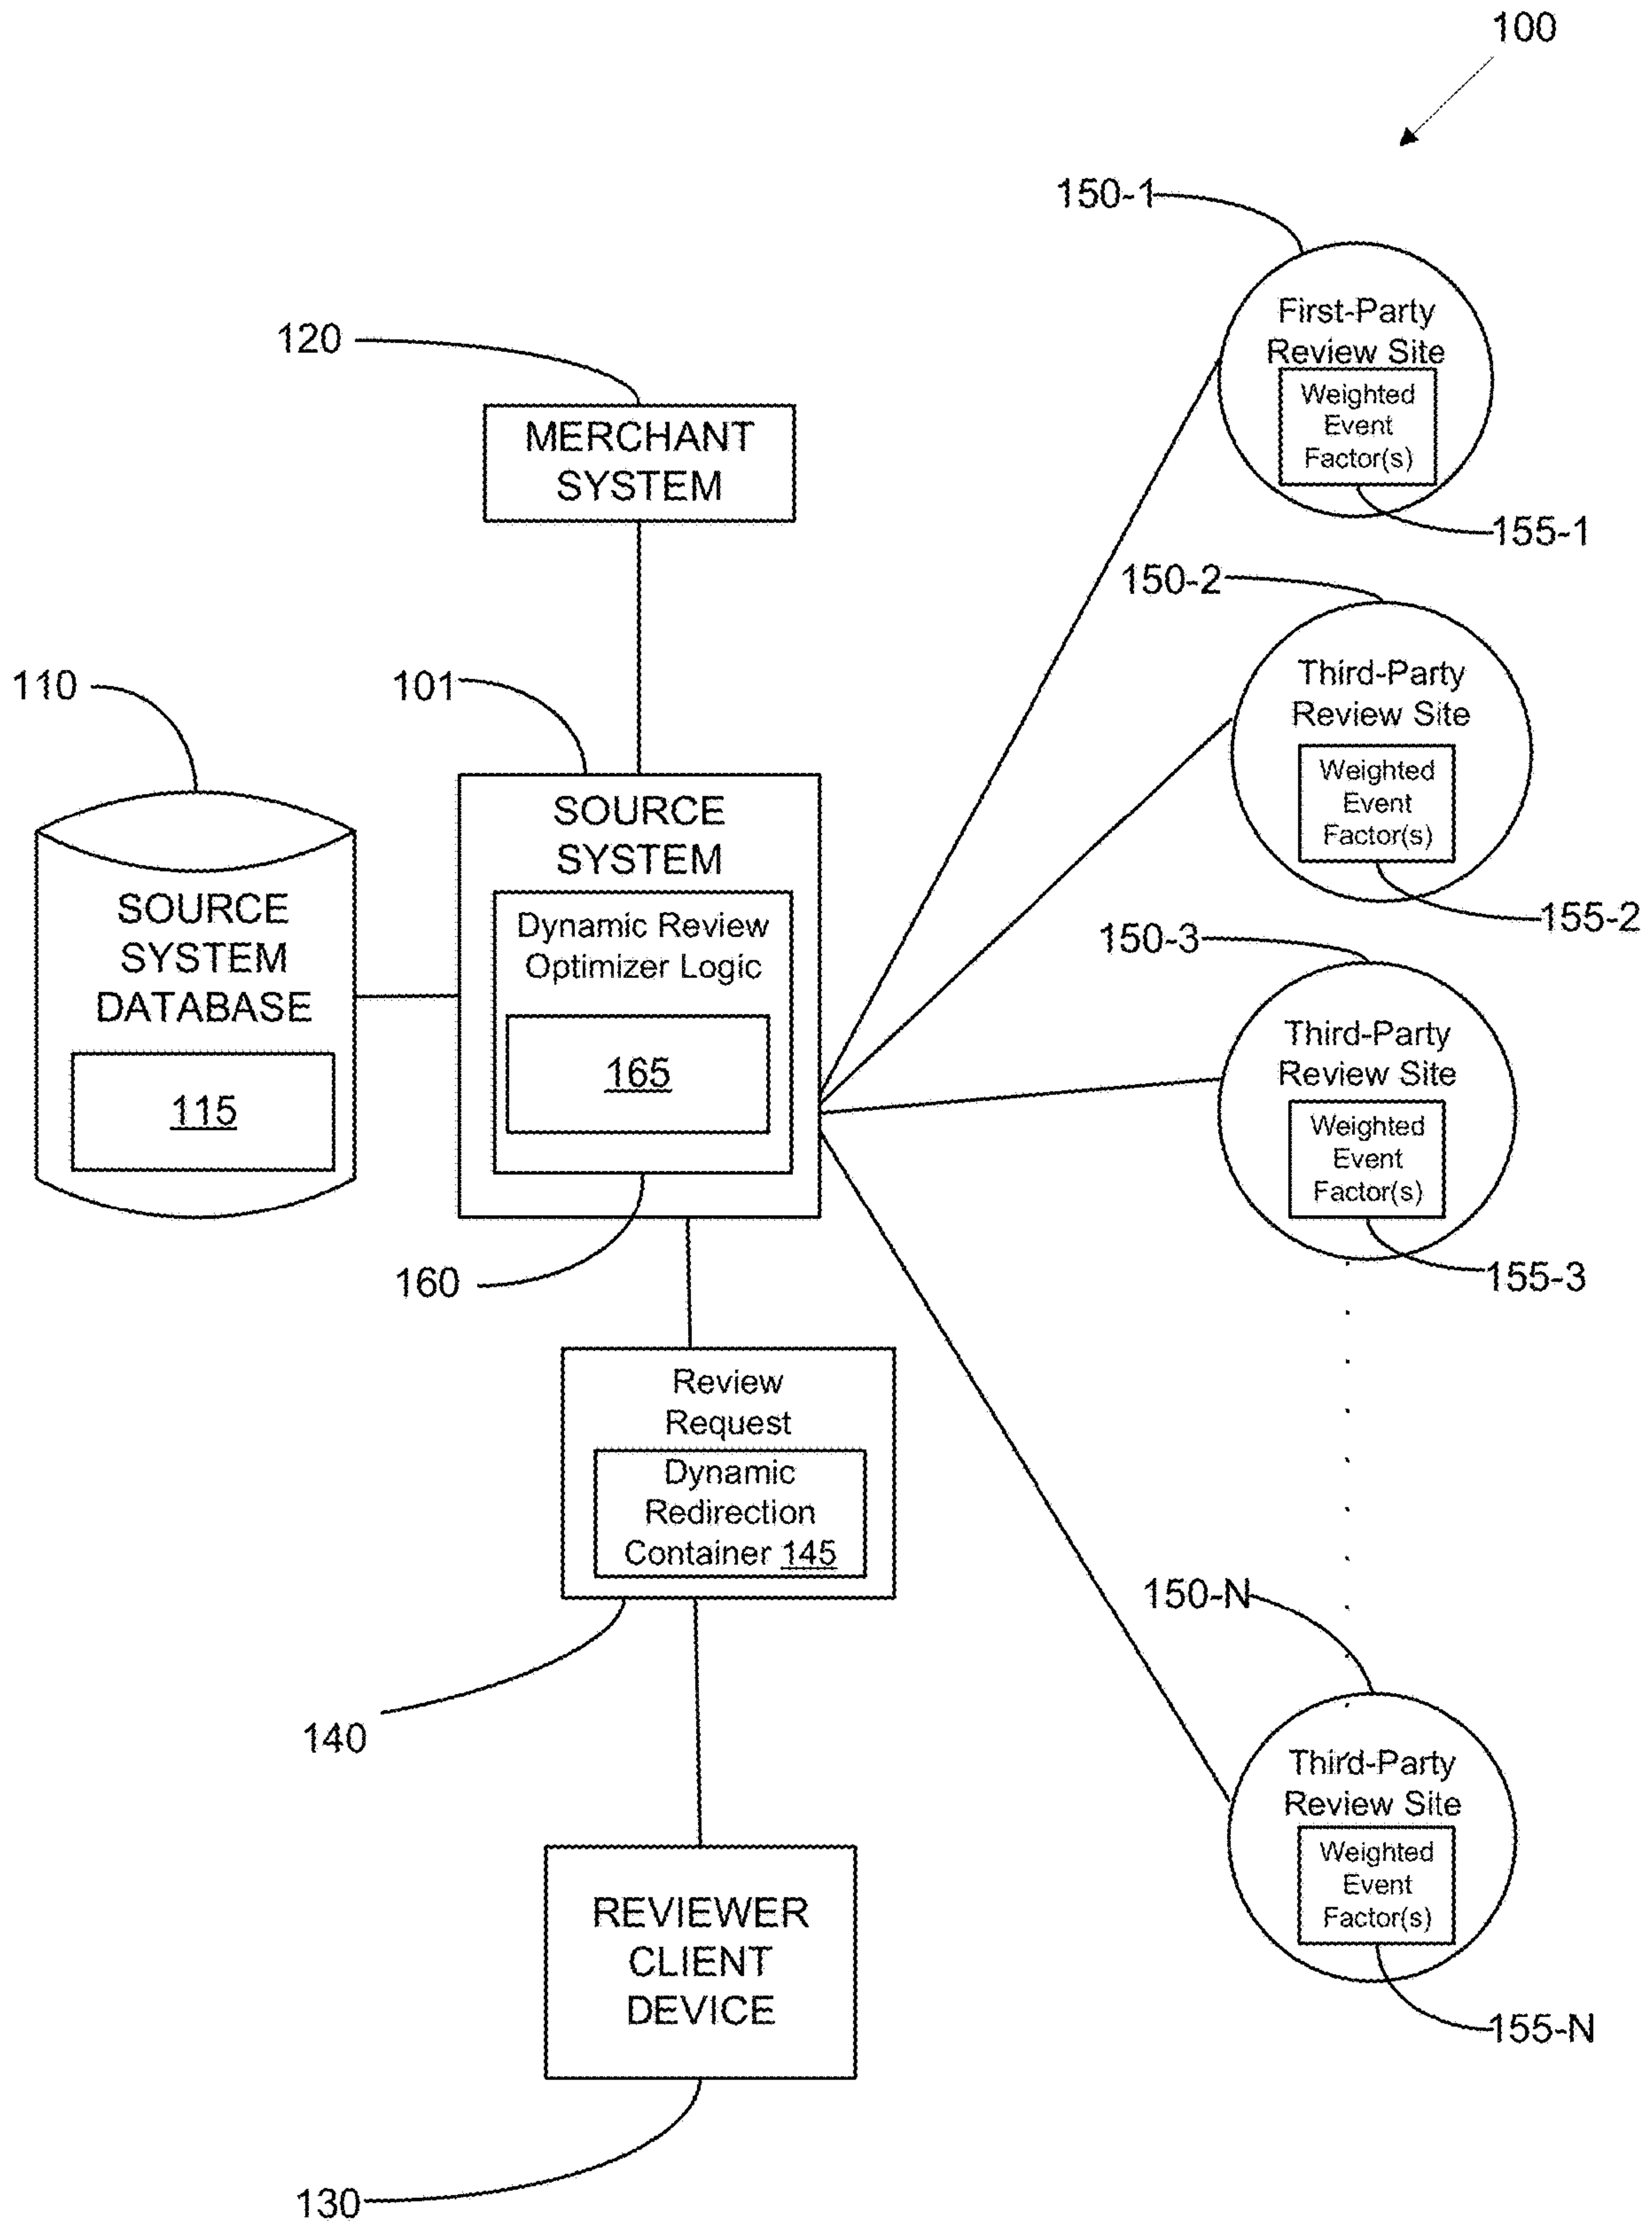 100
150-1
First-Party
Review Site
Weighted
Event
Factor(s)
155-1
120
MERCHANT
SYSTEM
150-2
Third-Party
Review Site
Weighted
Event
Factor(s)
155-2
110
101
SOURCE
SYSTEM
DATABASE
115
SOURCE
SYSTEM
Dynamic Review
Optimizer Logic
165
160
150-3
Third-Party
Review Site
Weighted
Event
Factor(s)
155-3
Review
Request
Dynamic
Redirection
Container 145
140
150-N
Third-Party
Review Site
Weighted
Event
Factor(s)
155-N
REVIEWER
CLIENT
DEVICE
130